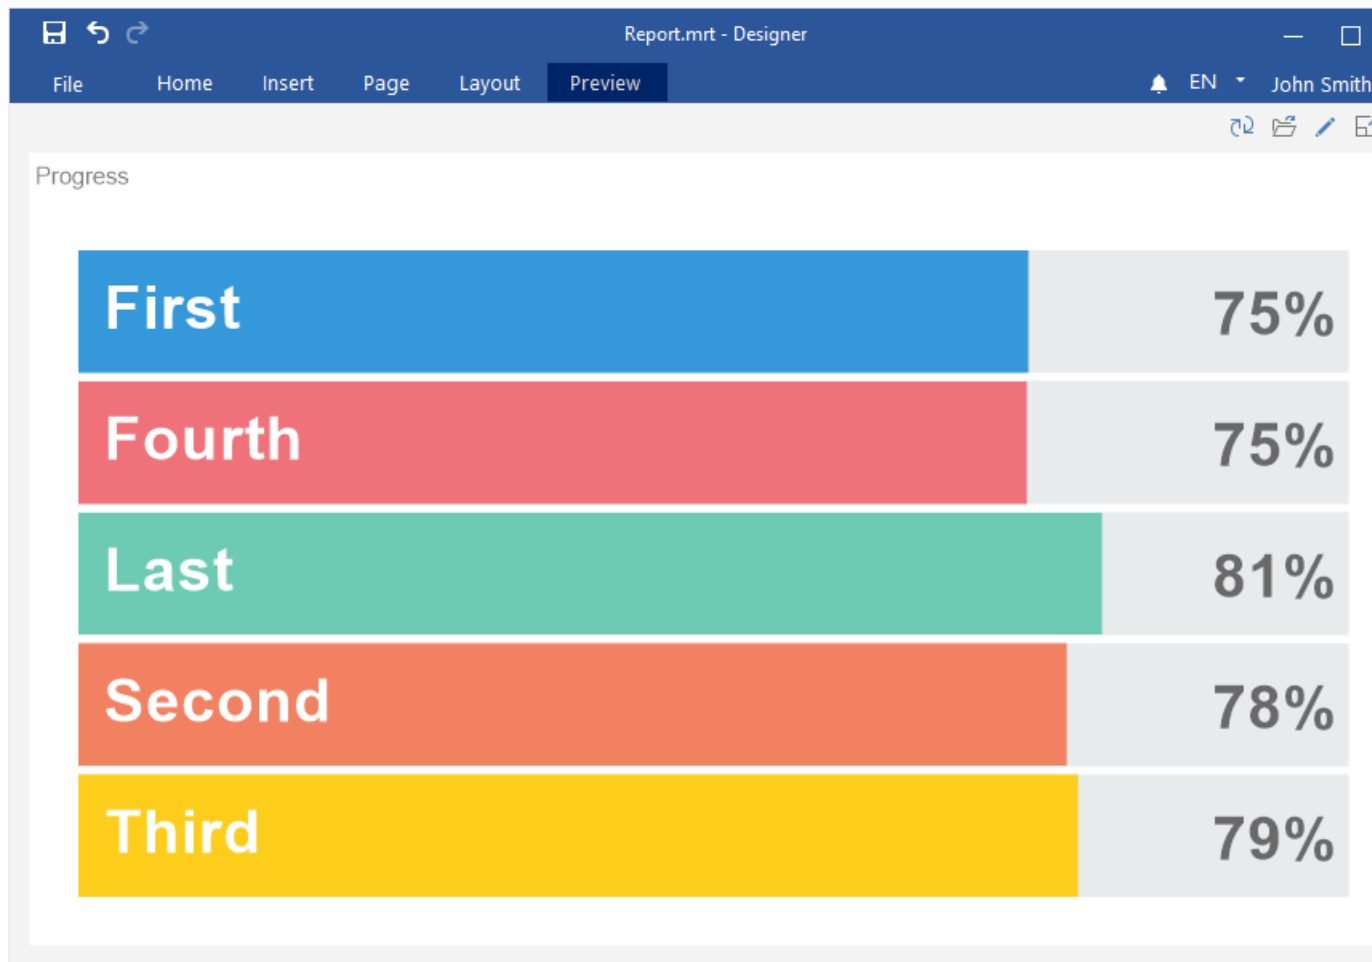 Report.mrt - Designer
File Home Insert Page Layout Preview EN John Smith
Progress
First 75%
Fourth 75%
Last 81%
Second 78%
Third 79%